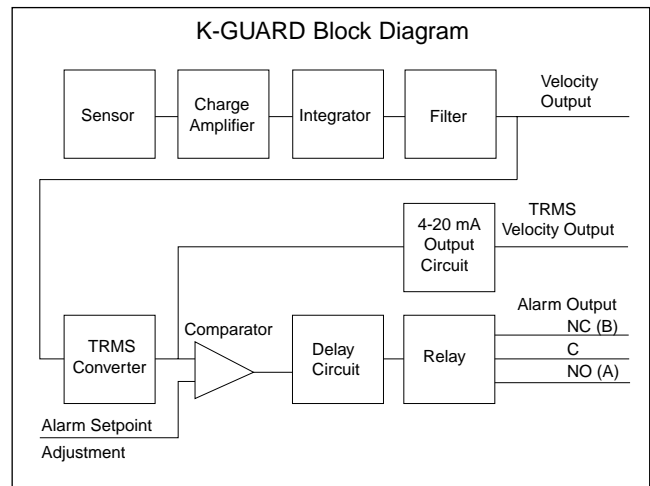 K-GUARD Block Diagram
Sensor
Charge
Amplifier
Integrator
Filter
Velocity
Output
4-20 mA
Output
Circuit
TRMS
Velocity Output
TRMS
Converter
Comparator
Delay
Circuit
Relay
Alarm Output
NC (B)
C
NO (A)
Alarm Setpoint
Adjustment